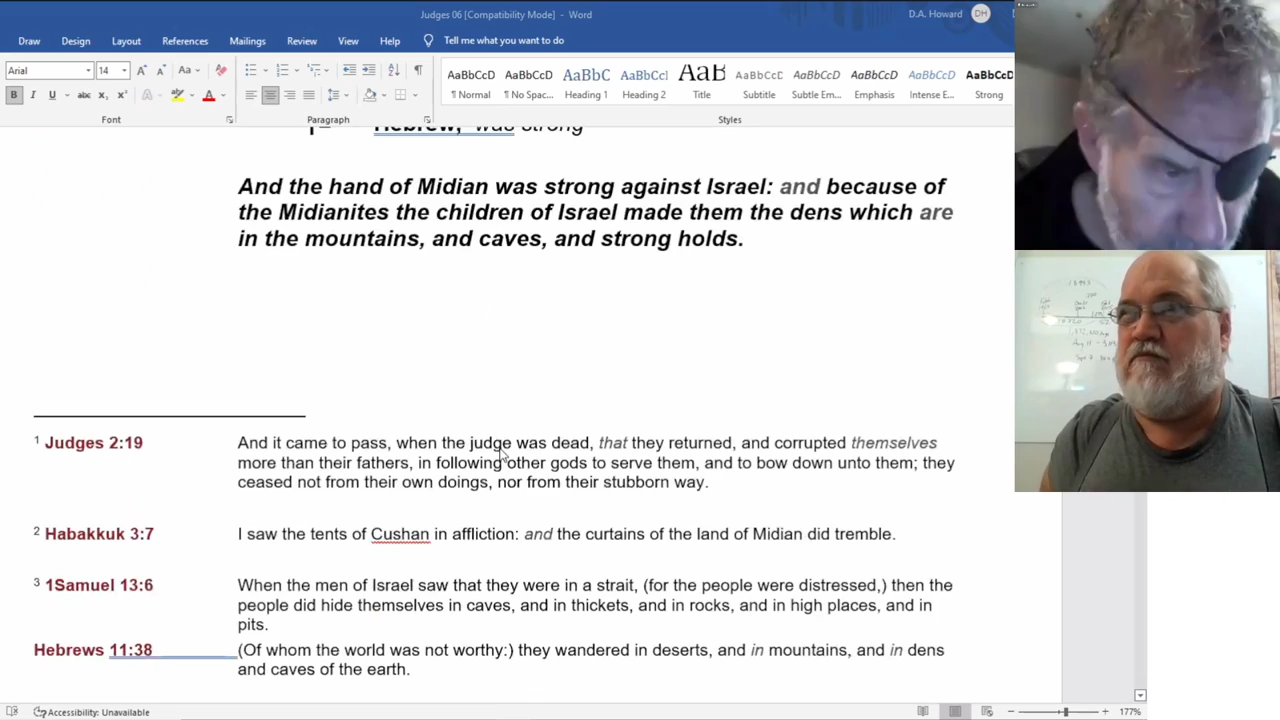 Judges 06 [Compatibility Mode] - Word
D.A. Howard DH
Draw Design Layout References Mailings Review View Help Tell me what you want to do
Arial 14 Aa
AaBbCcD AaBbCcD AaBbC AaBbCcI AaB AaBbCcD AaBbCcD AaBbCcD AaBbCcD AaBbCcD
B I U abc x₂ x² A A
¶ Normal ¶ No Spac... Heading 1 Heading 2 Title Subtitle Subtle Em... Emphasis Intense E... Strong
Font Paragraph Styles
Hebrew, was strong
And the hand of Midian was strong against Israel: and because of
the Midianites the children of Israel made them the dens which are
in the mountains, and caves, and strong holds.
1 Judges 2:19 And it came to pass, when the judge was dead, that they returned, and corrupted themselves
more than their fathers, in following other gods to serve them, and to bow down unto them; they
ceased not from their own doings, nor from their stubborn way.
2 Habakkuk 3:7 I saw the tents of Cushan in affliction: and the curtains of the land of Midian did tremble.
3 1Samuel 13:6 When the men of Israel saw that they were in a strait, (for the people were distressed,) then the
people did hide themselves in caves, and in thickets, and in rocks, and in high places, and in
pits.
Hebrews 11:38 (Of whom the world was not worthy:) they wandered in deserts, and in mountains, and in dens
and caves of the earth.
Accessibility: Unavailable 177%